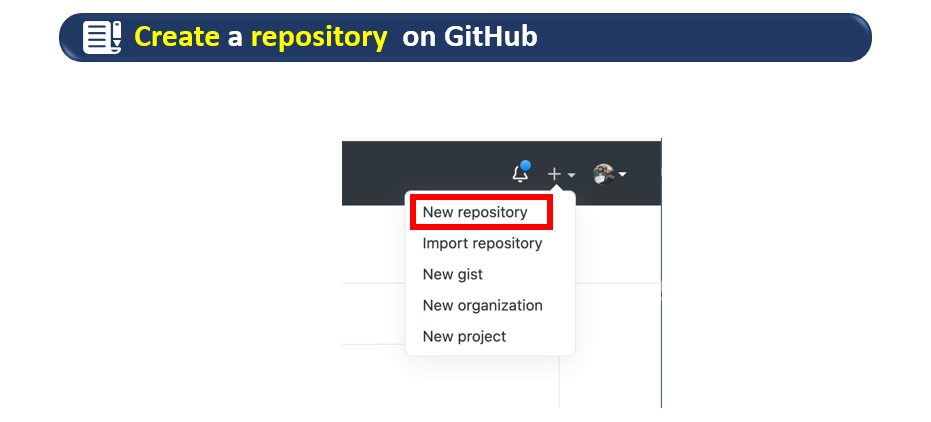 Create a repository on GitHub
New repository
Import repository
New gist
New organization
New project